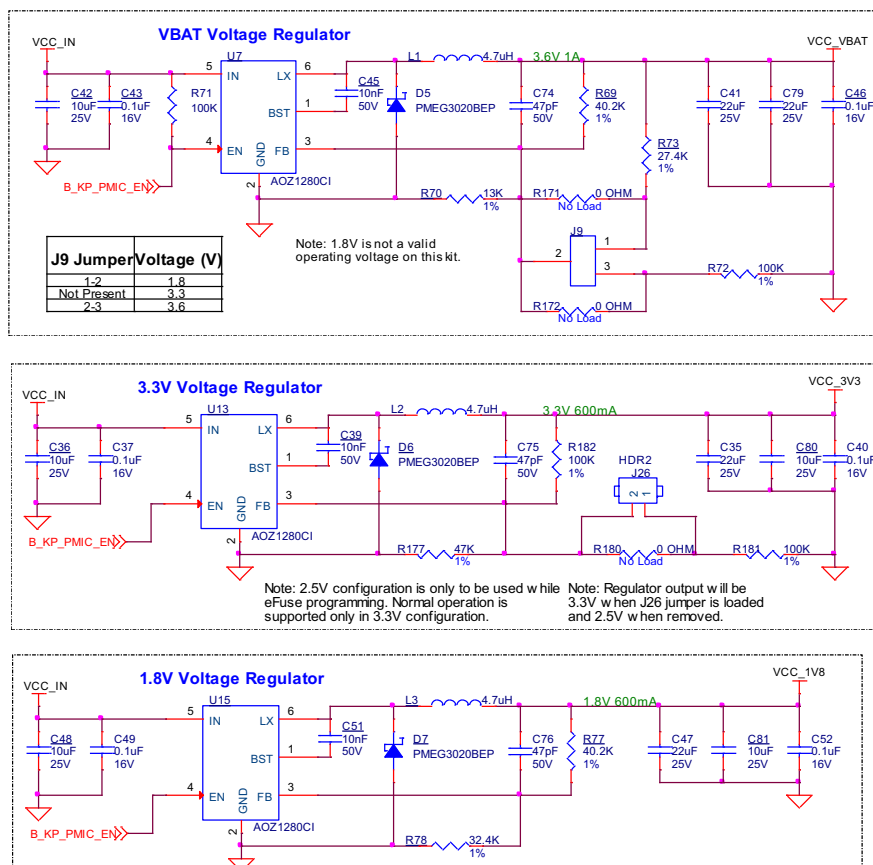 VBAT Voltage Regulator
VCC_IN
VCC_VBAT
U7
L1
4.7uH
3.6V 1A
5
IN
LX
6
C42
10uF
25V
C43
0.1uF
16V
R71
100K
C45
10nF
50V
D5
PMEG3020BEP
C74
47pF
50V
R69
40.2K
1%
C41
22uF
25V
C79
22uF
25V
C46
0.1uF
16V
BST
1
4
EN
GND
FB
3
R73
27.4K
1%
B_KP_PMIC_EN
2
AOZ1280CI
R70
13K
1%
R171
0 OHM
No Load
J9
1
2
3
Note: 1.8V is not a valid
operating voltage on this kit.
R72
100K
1%
R172
0 OHM
No Load
J9 Jumper Voltage (V)
1-2 1.8
Not Present 3.3
2-3 3.6
3.3V Voltage Regulator
VCC_IN
VCC_3V3
U13
L2
4.7uH
3.3V 600mA
5
IN
LX
6
C36
10uF
25V
C37
0.1uF
16V
C39
10nF
50V
D6
PMEG3020BEP
C75
47pF
50V
R182
100K
1%
HDR2
J26
2 1
C35
22uF
25V
C80
10uF
25V
C40
0.1uF
16V
BST
1
4
EN
GND
FB
3
B_KP_PMIC_EN
2
AOZ1280CI
R177
47K
1%
R180
0 OHM
No Load
R181
100K
1%
Note: 2.5V configuration is only to be used while
eFuse programming. Normal operation is
supported only in 3.3V configuration.
Note: Regulator output will be
3.3V when J26 jumper is loaded
and 2.5V when removed.
1.8V Voltage Regulator
VCC_IN
VCC_1V8
U15
L3
4.7uH
1.8V 600mA
5
IN
LX
6
C48
10uF
25V
C49
0.1uF
16V
C51
10nF
50V
D7
PMEG3020BEP
C76
47pF
50V
R77
40.2K
1%
C47
22uF
25V
C81
10uF
25V
C52
0.1uF
16V
BST
1
4
EN
GND
FB
3
B_KP_PMIC_EN
2
AOZ1280CI
R78
32.4K
1%